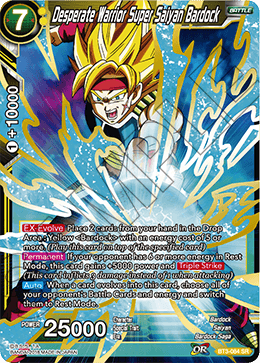 7
Desperate Warrior Super Saiyan Bardock
BATTLE
1 +10000
EX-Evolve Place 2 cards from your hand in the Drop
Area: Yellow <Bardock> with an energy cost of 5 or
more (Play this card on top of the specified card)
Permanent If your opponent has 6 or more energy in Rest
Mode, this card gains +5000 power and Triple Strike
(This card inflicts 3 damage instead of 1 when attacking)
Auto When a card evolves into this card, choose all of
your opponent's Battle Cards and energy and switch
them to Rest Mode.
BT3-084 SR
POWER 25000
Character
Bardock
Special Trait
Saiyan
Era
Bardock Saga